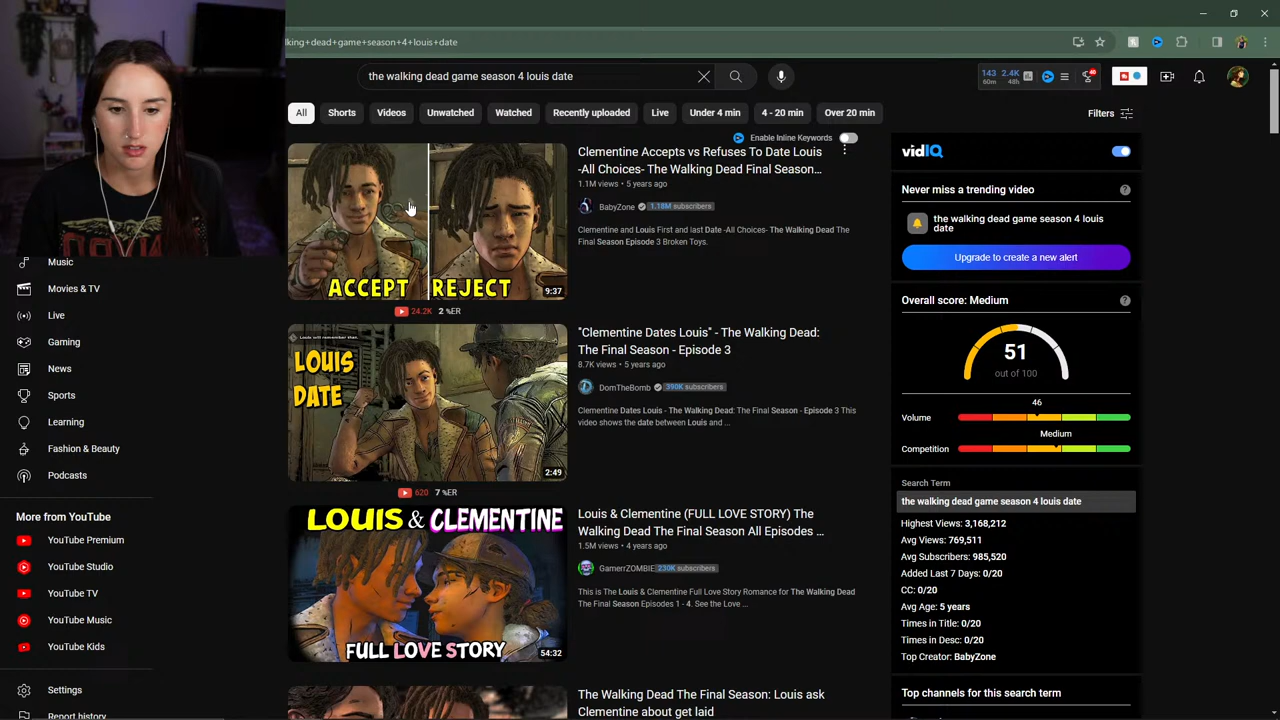 lking+dead+game+season+4+louis+date
the walking dead game season 4 louis date
143 2.4K
60m 48h
All Shorts Videos Unwatched Watched Recently uploaded Live Under 4 min 4 - 20 min Over 20 min Filters
Enable Inline Keywords
ACCEPT REJECT
9:37
24.2K 2 %ER
Clementine Accepts vs Refuses To Date Louis
-All Choices- The Walking Dead Final Season...
1.1M views • 5 years ago
BabyZone 1.18M subscribers
Clementine and Louis First and last Date -All Choices- The Walking Dead The
Final Season Episode 3 Broken Toys.
Louis will remember that.
LOUIS
DATE
2:49
620 7 %ER
"Clementine Dates Louis" - The Walking Dead:
The Final Season - Episode 3
8.7K views • 5 years ago
DomTheBomb 390K subscribers
Clementine Dates Louis - The Walking Dead: The Final Season - Episode 3 This
video shows the date between Louis and ...
LOUIS & CLEMENTINE
FULL LOVE STORY
54:32
Louis & Clementine (FULL LOVE STORY) The
Walking Dead The Final Season All Episodes ...
1.5M views • 4 years ago
GamerrZOMBIE 230K subscribers
This is The Louis & Clementine Full Love Story Romance for The Walking Dead
The Final Season Episodes 1 - 4. See the Love ...
The Walking Dead The Final Season: Louis ask
Clementine about get laid
Music
Movies & TV
Live
Gaming
News
Sports
Learning
Fashion & Beauty
Podcasts
More from YouTube
YouTube Premium
YouTube Studio
YouTube TV
YouTube Music
YouTube Kids
Settings
Report history
vidIQ
Never miss a trending video
the walking dead game season 4 louis
date
Upgrade to create a new alert
Overall score: Medium
51
out of 100
46
Volume
Medium
Competition
Search Term
the walking dead game season 4 louis date
Highest Views: 3,168,212
Avg Views: 769,511
Avg Subscribers: 985,520
Added Last 7 Days: 0/20
CC: 0/20
Avg Age: 5 years
Times in Title: 0/20
Times in Desc: 0/20
Top Creator: BabyZone
Top channels for this search term